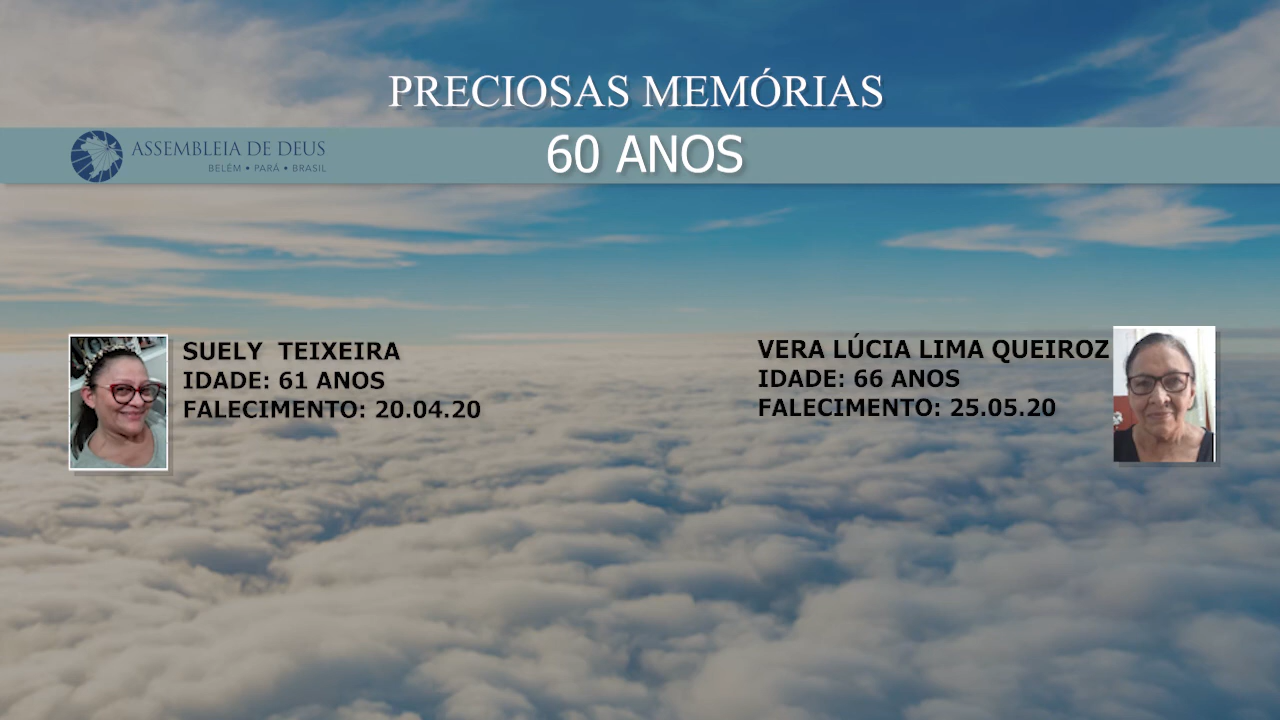 PRECIOSAS MEMÓRIAS
60 ANOS
ASSEMBLEIA DE DEUS
BELÉM • PARÁ • BRASIL
SUELY TEIXEIRA
IDADE: 61 ANOS
FALECIMENTO: 20.04.20
VERA LÚCIA LIMA QUEIROZ
IDADE: 66 ANOS
FALECIMENTO: 25.05.20